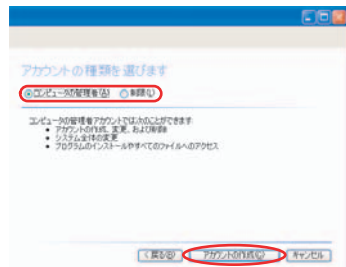 アカウントの種類を選びます
コンピュータの管理者(A) 制限(L)
コンピュータの管理者アカウントでは次のことができます:
アカウントの作成、変更、および削除
システム全体の変更
プログラムのインストールやすべてのファイルへのアクセス
< 戻る(B) アカウントの作成(C) キャンセル